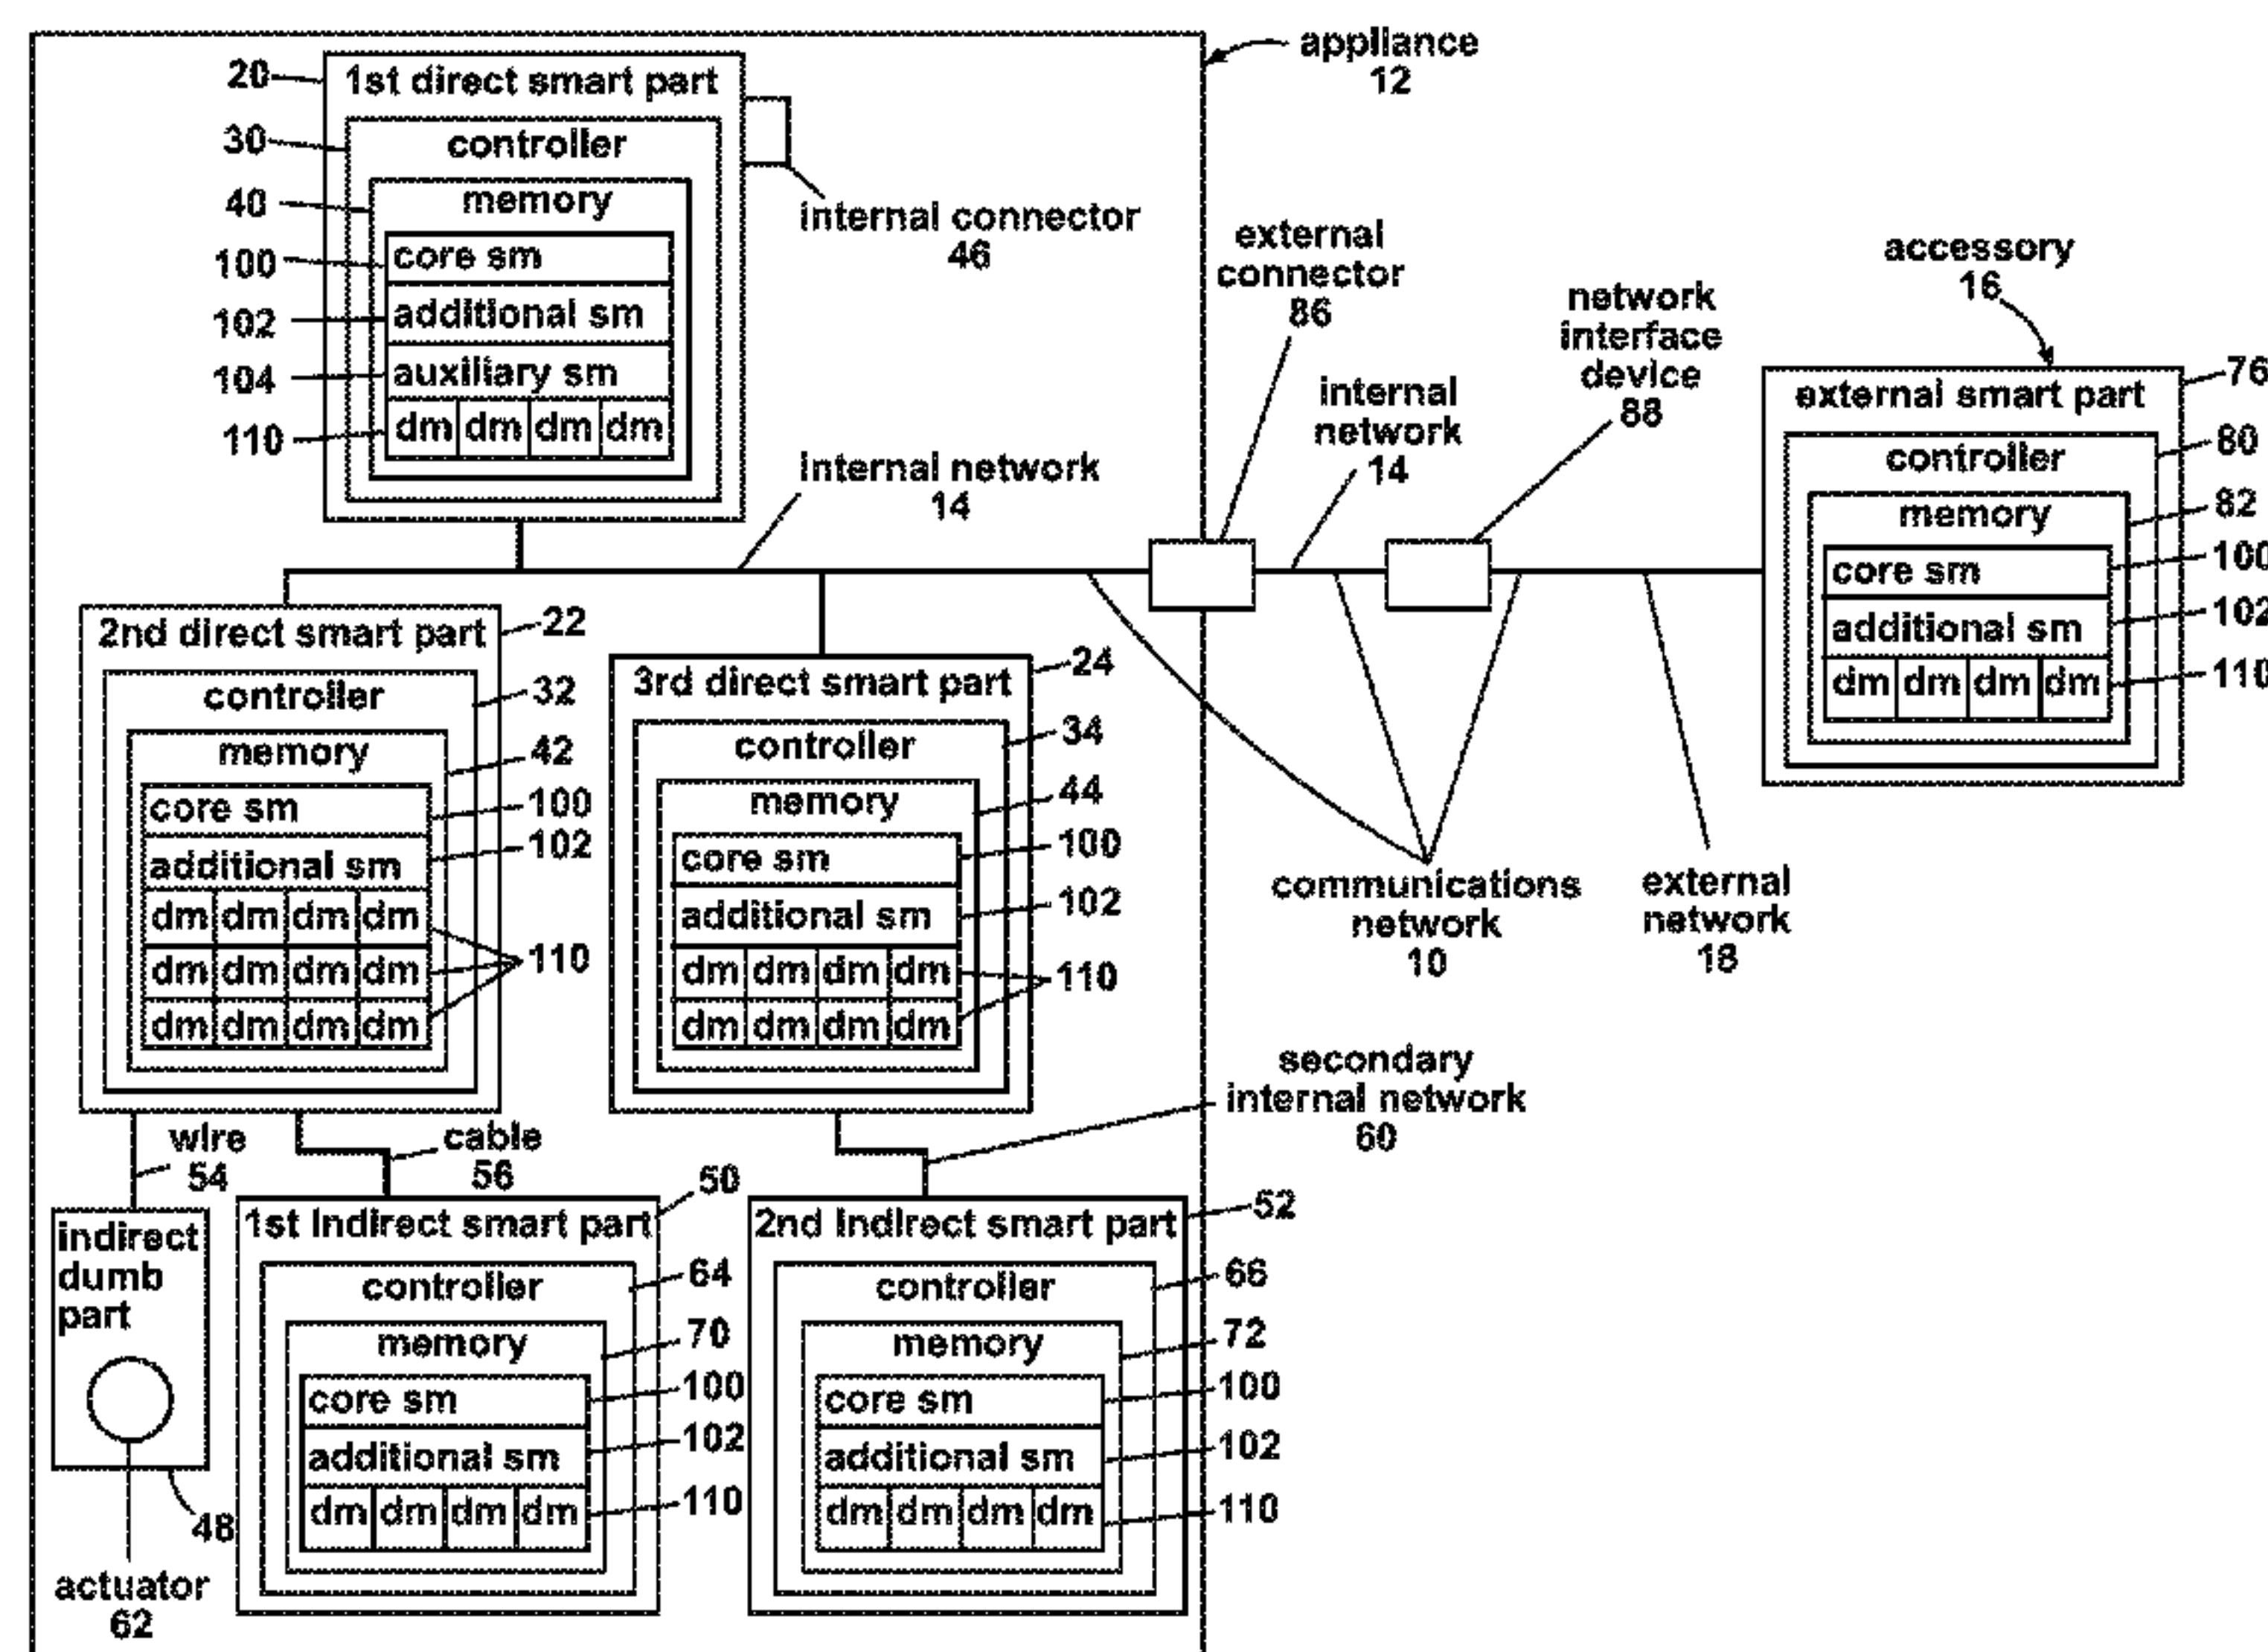 appliance
12
20
1st direct smart part
30
controller
40
memory
100
core sm
102
additional sm
104
auxiliary sm
110
dm dm dm dm
internal connector
46
internal network
14
external
connector
86
internal
network
14
network
interface
device
88
accessory
16
external smart part
76
controller
80
memory
82
core sm
100
additional sm
102
dm dm dm dm
110
2nd direct smart part
22
controller
32
memory
42
core sm
100
additional sm
102
dm dm dm dm
dm dm dm dm
dm dm dm dm
110
3rd direct smart part
24
controller
34
memory
44
core sm
100
additional sm
102
dm dm dm dm
dm dm dm dm
110
communications
network
10
external
network
18
secondary
internal network
60
wire
54
cable
56
indirect
dumb
part
48
actuator
62
1st indirect smart part
50
controller
64
memory
70
core sm
100
additional sm
102
dm dm dm dm
110
2nd indirect smart part
52
controller
66
memory
72
core sm
100
additional sm
102
dm dm dm dm
110